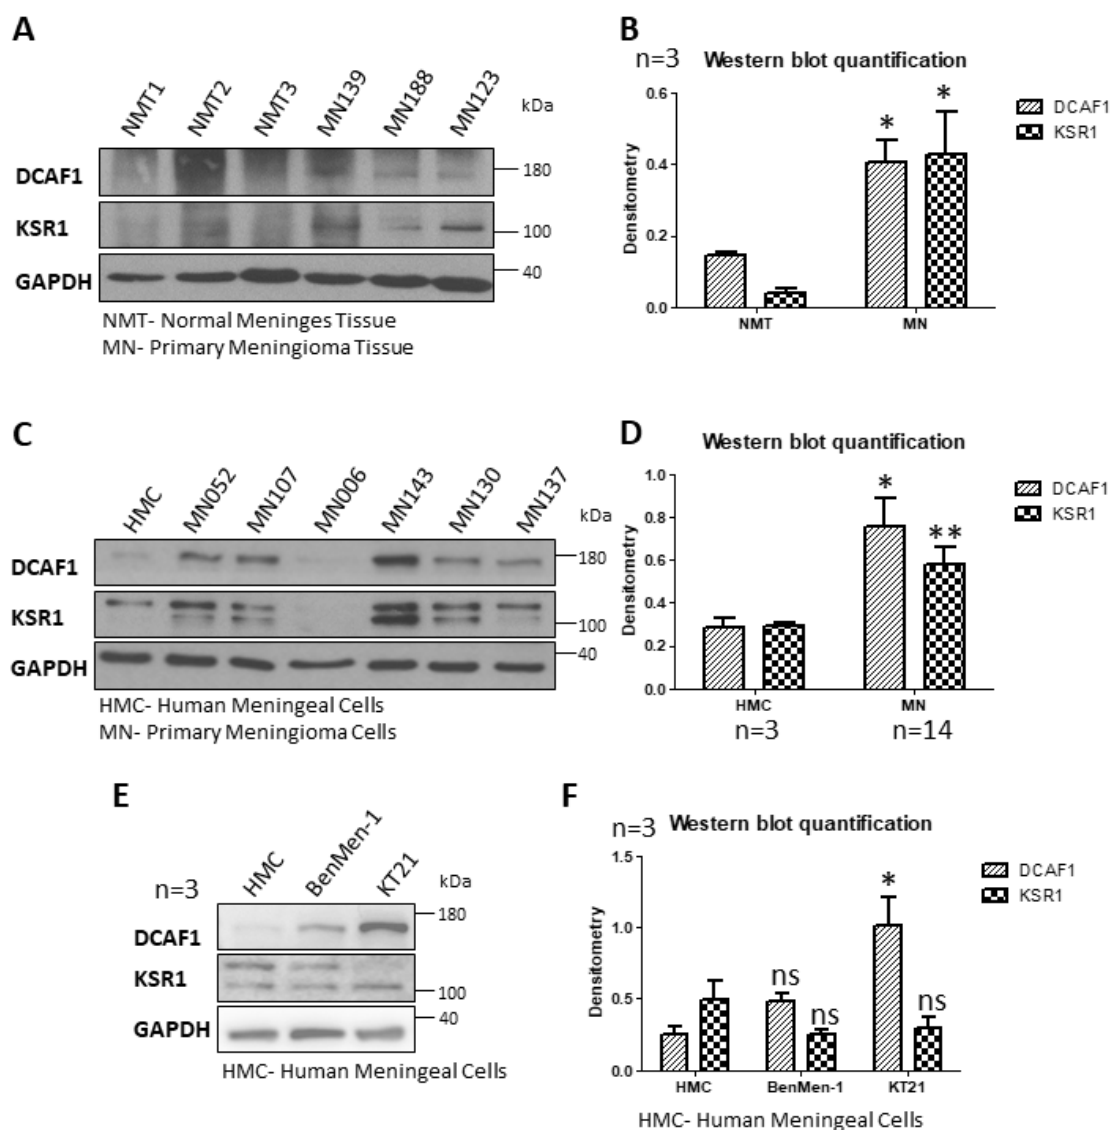 A
NMT1 NMT2 NMT3 MN139 MN188 MN123
kDa
DCAF1
180
KSR1
100
GAPDH
40
NMT- Normal Meninges Tissue
MN- Primary Meningioma Tissue
B
n=3 Western blot quantification
Densitometry
0.6
0.4
0.2
0.0
* *
NMT MN
DCAF1
KSR1
C
HMC MN052 MN107 MN006 MN143 MN130 MN137
kDa
DCAF1
180
KSR1
100
GAPDH
40
HMC- Human Meningeal Cells
MN- Primary Meningioma Cells
D
Western blot quantification
Densitometry
1.0
0.8
0.6
0.4
0.2
0.0
* **
HMC MN
n=3 n=14
DCAF1
KSR1
E
n=3
HMC BenMen-1 KT21
kDa
180
DCAF1
KSR1
100
GAPDH
40
HMC- Human Meningeal Cells
F
n=3 Western blot quantification
Densitometry
1.5
1.0
0.5
0.0
ns ns * ns
HMC BenMen-1 KT21
DCAF1
KSR1
HMC- Human Meningeal Cells